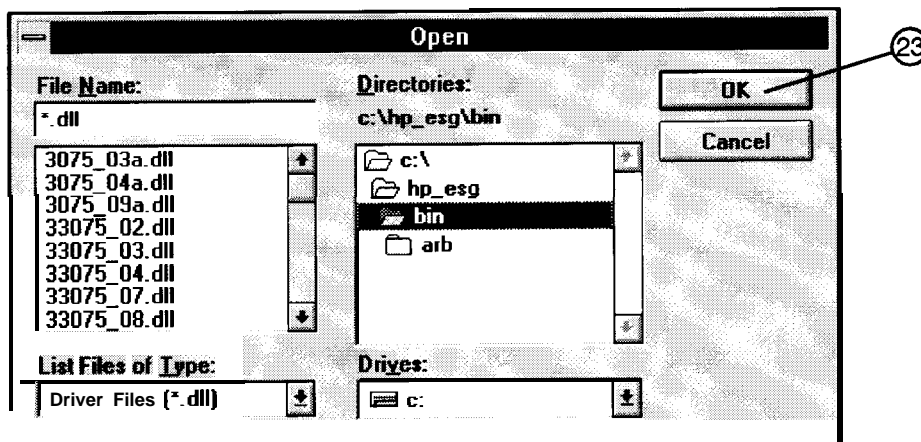 Open
File Name:
*.dll
3075_03a.dll
3075_04a.dll
3075_09a.dll
33075_02.dll
33075_03.dll
33075_04.dll
33075_07.dll
33075_08.dll
List Files of Type:
Driver Files (*.dll)
Directories:
c:\hp_esg\bin
c:\
hp_esg
bin
arb
Drives:
c:
OK
Cancel
23